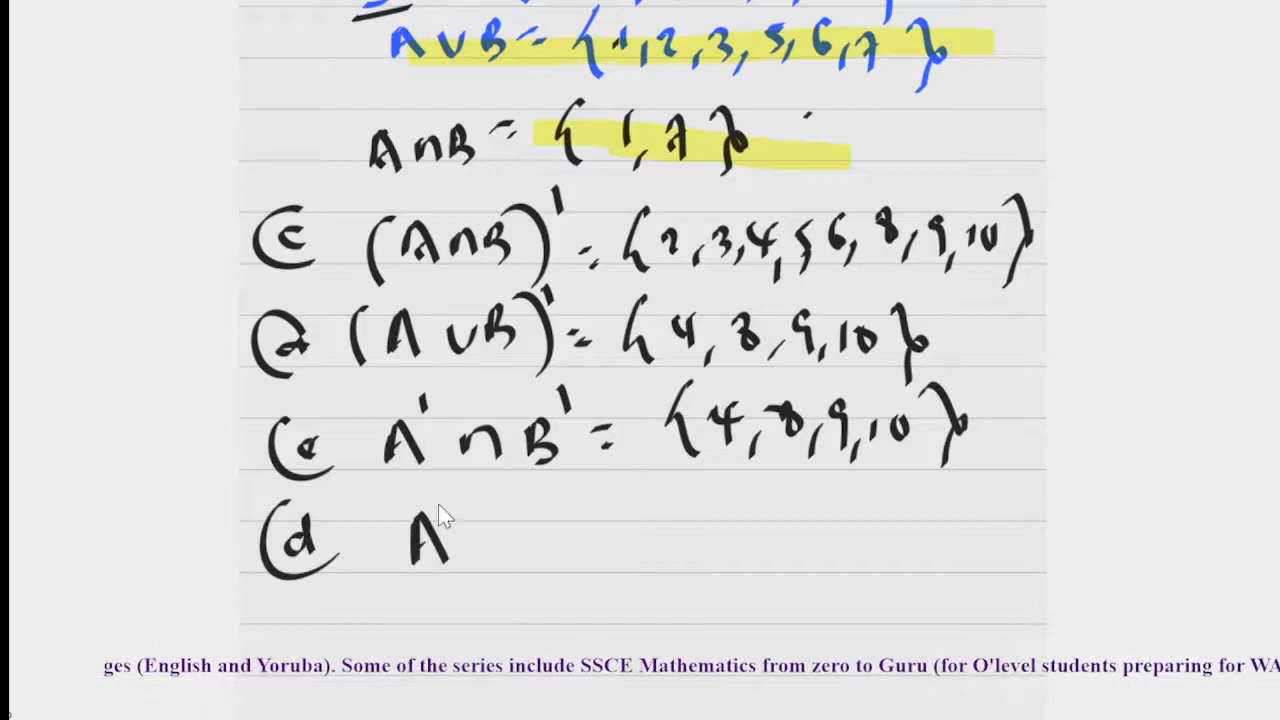 A ∪ B = {1, 2, 3, 5, 6, 7}
A ∩ B = {1, 7}
(c (A ∩ B)' = {2, 3, 4, 5 6, 8, 9, 10}
(d (A ∪ B)' = {4, 8, 9, 10}
(e A' ∩ B' = {4, 8, 9, 10}
(d A
ges (English and Yoruba). Some of the series include SSCE Mathematics from zero to Guru (for O'level students preparing for WA